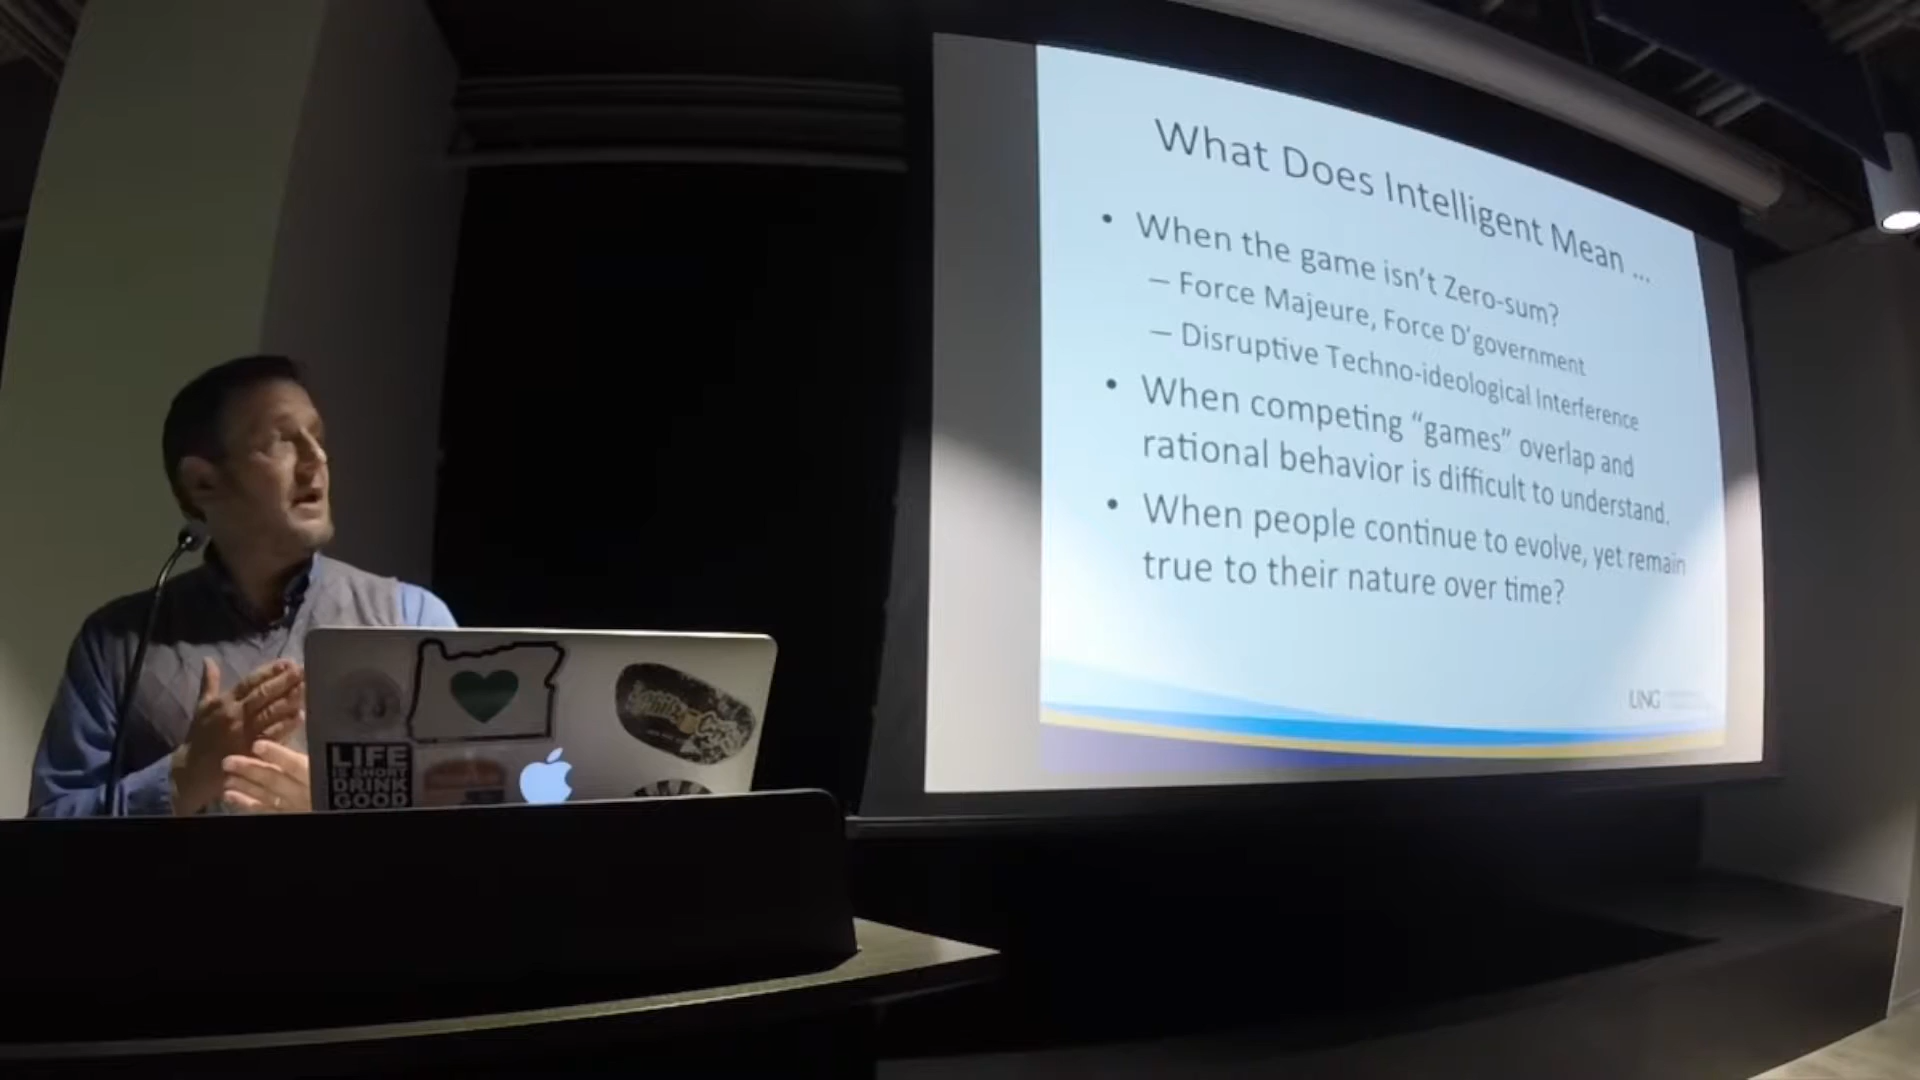 What Does Intelligent Mean ...
• When the game isn't Zero-sum?
– Force Majeure, Force D'government
– Disruptive Techno-ideological Interference
• When competing “games” overlap and
rational behavior is difficult to understand.
• When people continue to evolve, yet remain
true to their nature over time?
UNG
LIFE
IS SHORT
DRINK
GOOD